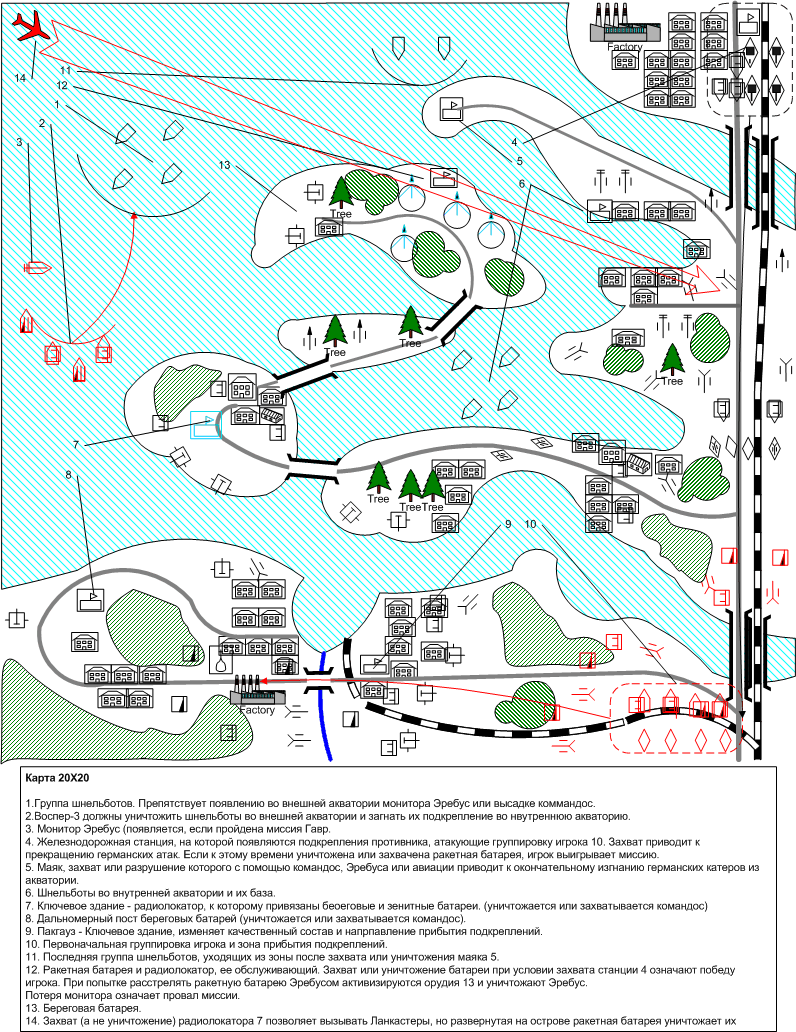 14
11
12
1
2
3
13
4
5
6
Factory
Tree
Tree
Tree
Tree
7
8
Tree
Tree
Tree
9
10
Factory
Карта 20X20
1.Группа шнельботов. Препятствует появлению во внешней акватории монитора Эребус или высадке коммандос.
2.Воспер-3 должны уничтожить шнельботы во внешней акватории и загнать их подкрепление во нвутреннюю акваторию.
3. Монитор Эребус (появляется, если пройдена миссия Гавр.
4. Железнодорожная станция, на которой появляются подкрепления противника, атакующие группировку игрока 10. Захват приводит к
прекращению германских атак. Если к этому времени уничтожена или захвачена ракетная батарея, игрок выигрывает миссию.
5. Маяк, захват или разрушение которого с помощью командос, Эребуса или авиации приводит к окончательному изгнанию германских катеров из
акватории.
6. Шнельботы во внутренней акватории и их база.
7. Ключевое здание - радиолокатор, к которому привязаны беоеговые и зенитные батареи. (уничтожается или захватывается командос)
8. Дальномерный пост береговых батарей (уничтожается или захватывается командос).
9. Пакгауз - Ключевое здание, изменяет качественный состав и напрпавление прибытия подкреплений.
10. Первоначальная группировка игрока и зона прибытия подкреплений.
11. Последняя группа шнельботов, уходящих из зоны после захвата или уничтожения маяка 5.
12. Ракетная батарея и радиолокатор, ее обслуживающий. Захват или уничтожение батареи при условии захвата станции 4 означают победу
игрока. При попытке расстрелять ракетную батарею Эребусом активизируются орудия 13 и уничтожают Эребус.
Потеря монитора означает провал миссии.
13. Береговая батарея.
14. Захват (а не уничтожение) радиолокатора 7 позволяет вызывать Ланкастеры, но развернутая на острове ракетная батарея уничтожает их